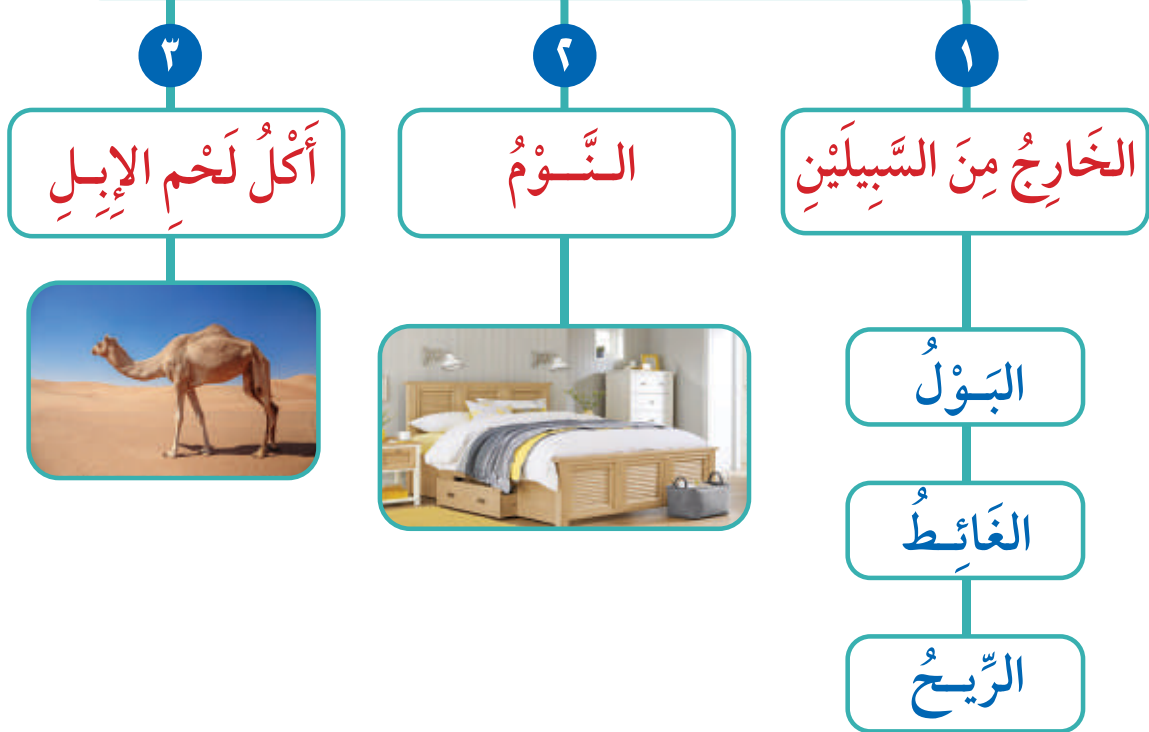 ١
٢
٣
الخَارِجُ مِنَ السَّبِيلَيْنِ
النَّوْمُ
أَكْلُ لَحْمِ الإِبِلِ
البَوْلُ
الغَائِطُ
الرِّيحُ